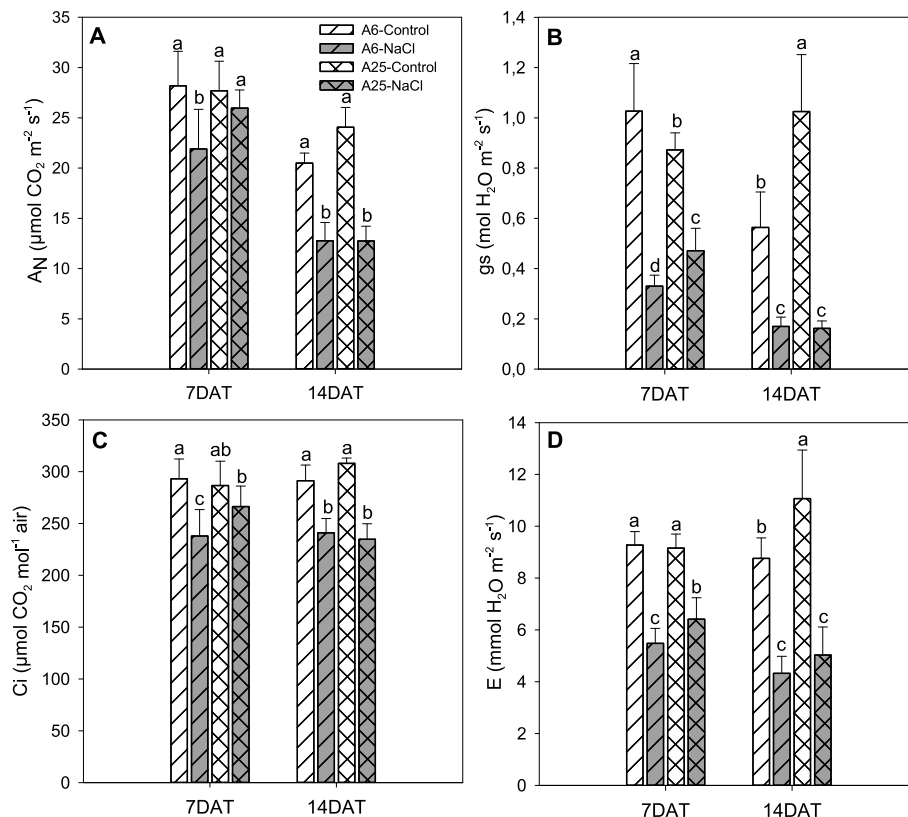 A
A6-Control
A6-NaCl
A25-Control
A25-NaCl
35
30
25
20
15
10
5
0
A_N (µmol CO₂ m⁻² s⁻¹)
a
b
a
a
a
b
a
b
7DAT
14DAT
B
1,4
1,2
1,0
0,8
0,6
0,4
0,2
0,0
gs (mol H₂O m⁻² s⁻¹)
a
d
b
c
b
c
a
c
7DAT
14DAT
C
350
300
250
200
150
100
50
0
Ci (µmol CO₂ mol⁻¹ air)
a
c
ab
b
a
b
a
b
7DAT
14DAT
D
14
12
10
8
6
4
2
0
E (mmol H₂O m⁻² s⁻¹)
a
c
a
b
b
c
a
c
7DAT
14DAT